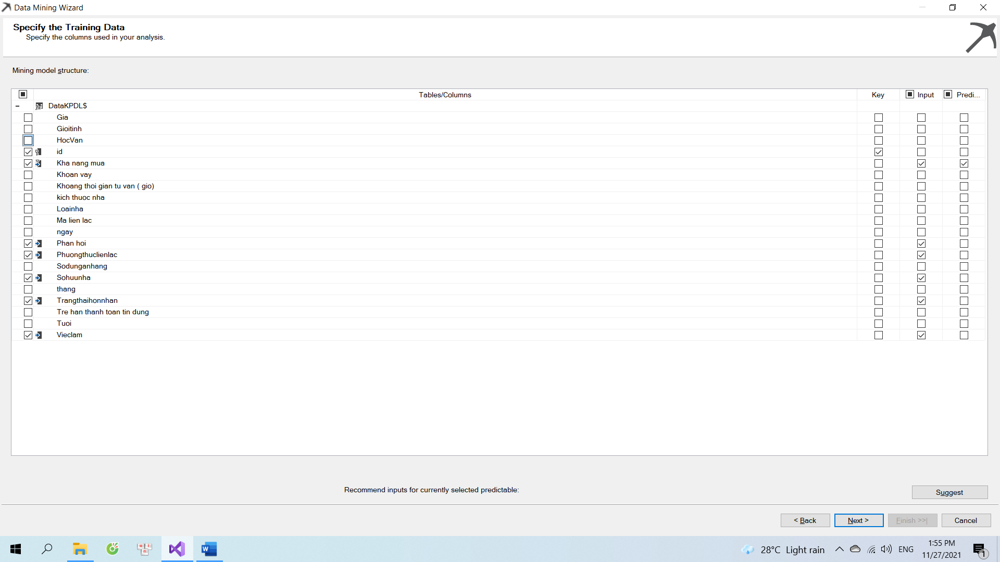 Data Mining Wizard
Specify the Training Data
Specify the columns used in your analysis.
Mining model structure:
Tables/Columns Key Input Predi...
DataKPDL$
Gia
Gioitinh
HocVan
id
Kha nang mua
Khoan vay
Khoang thoi gian tu van ( gio)
kich thuoc nha
Loainha
Ma lien lac
ngay
Phan hoi
Phuongthuclienlac
Sodunganhang
Sohuunha
thang
Trangthaihonnhan
Tre han thanh toan tin dung
Tuoi
Vieclam
Recommend inputs for currently selected predictable:
Suggest
< Back Next > Finish >>| Cancel
28°C Light rain ENG 1:55 PM
11/27/2021
1